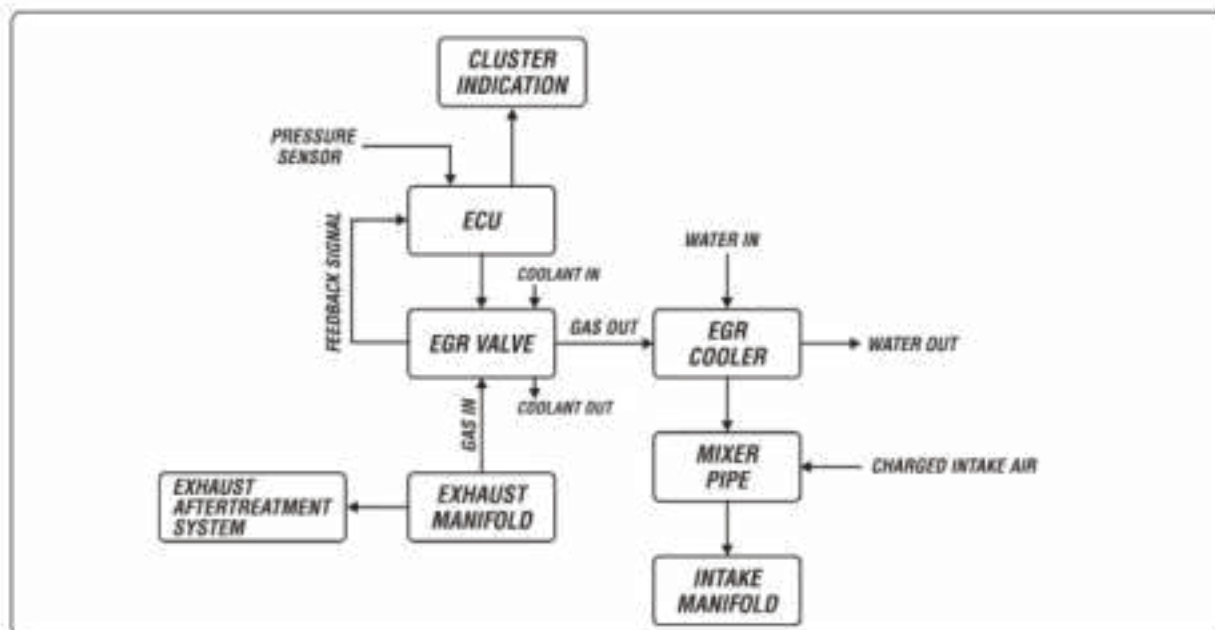 CLUSTER
INDICATION
PRESSURE
SENSOR
ECU
FEEDBACK SIGNAL
WATER IN
COOLANT IN
EGR VALVE
GAS OUT
EGR
COOLER
WATER OUT
COOLANT OUT
GAS IN
MIXER
PIPE
CHARGED INTAKE AIR
EXHAUST
AFTERTREATMENT
SYSTEM
EXHAUST
MANIFOLD
INTAKE
MANIFOLD